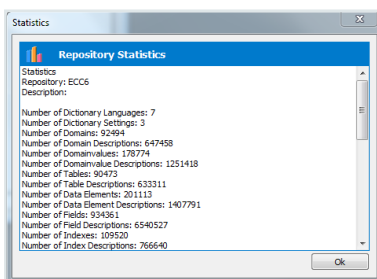 Statistics
Repository Statistics
Statistics
Repository: ECC6
Description:
Number of Dictionary Languages: 7
Number of Dictionary Settings: 3
Number of Domains: 92494
Number of Domain Descriptions: 647458
Number of Domainvalues: 178774
Number of Domainvalue Descriptions: 1251418
Number of Tables: 90473
Number of Table Descriptions: 633311
Number of Data Elements: 201113
Number of Data Element Descriptions: 1407791
Number of Fields: 934361
Number of Field Descriptions: 6540527
Number of Indexes: 109520
Number of Index Descriptions: 766640
Ok